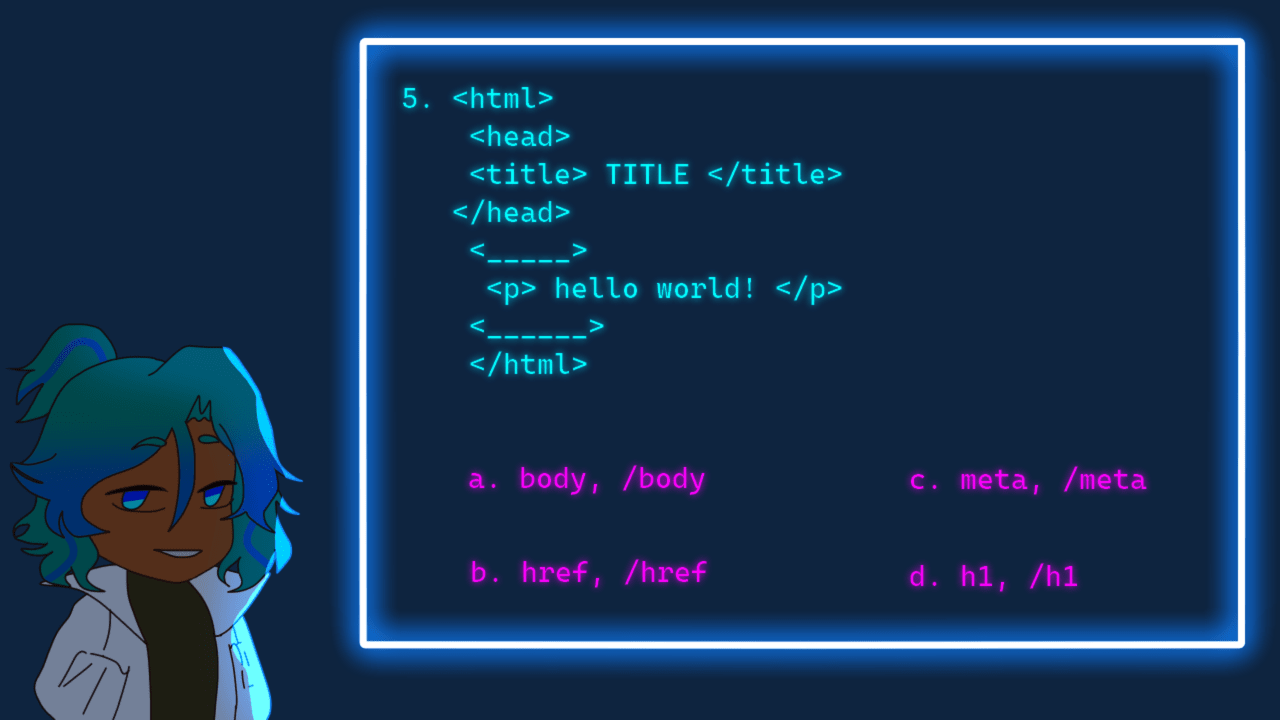 5. <html>
<head>
<title> TITLE </title>
</head>
<_____>
<p> hello world! </p>
<______>
</html>
a. body, /body
c. meta, /meta
b. href, /href
d. h1, /h1